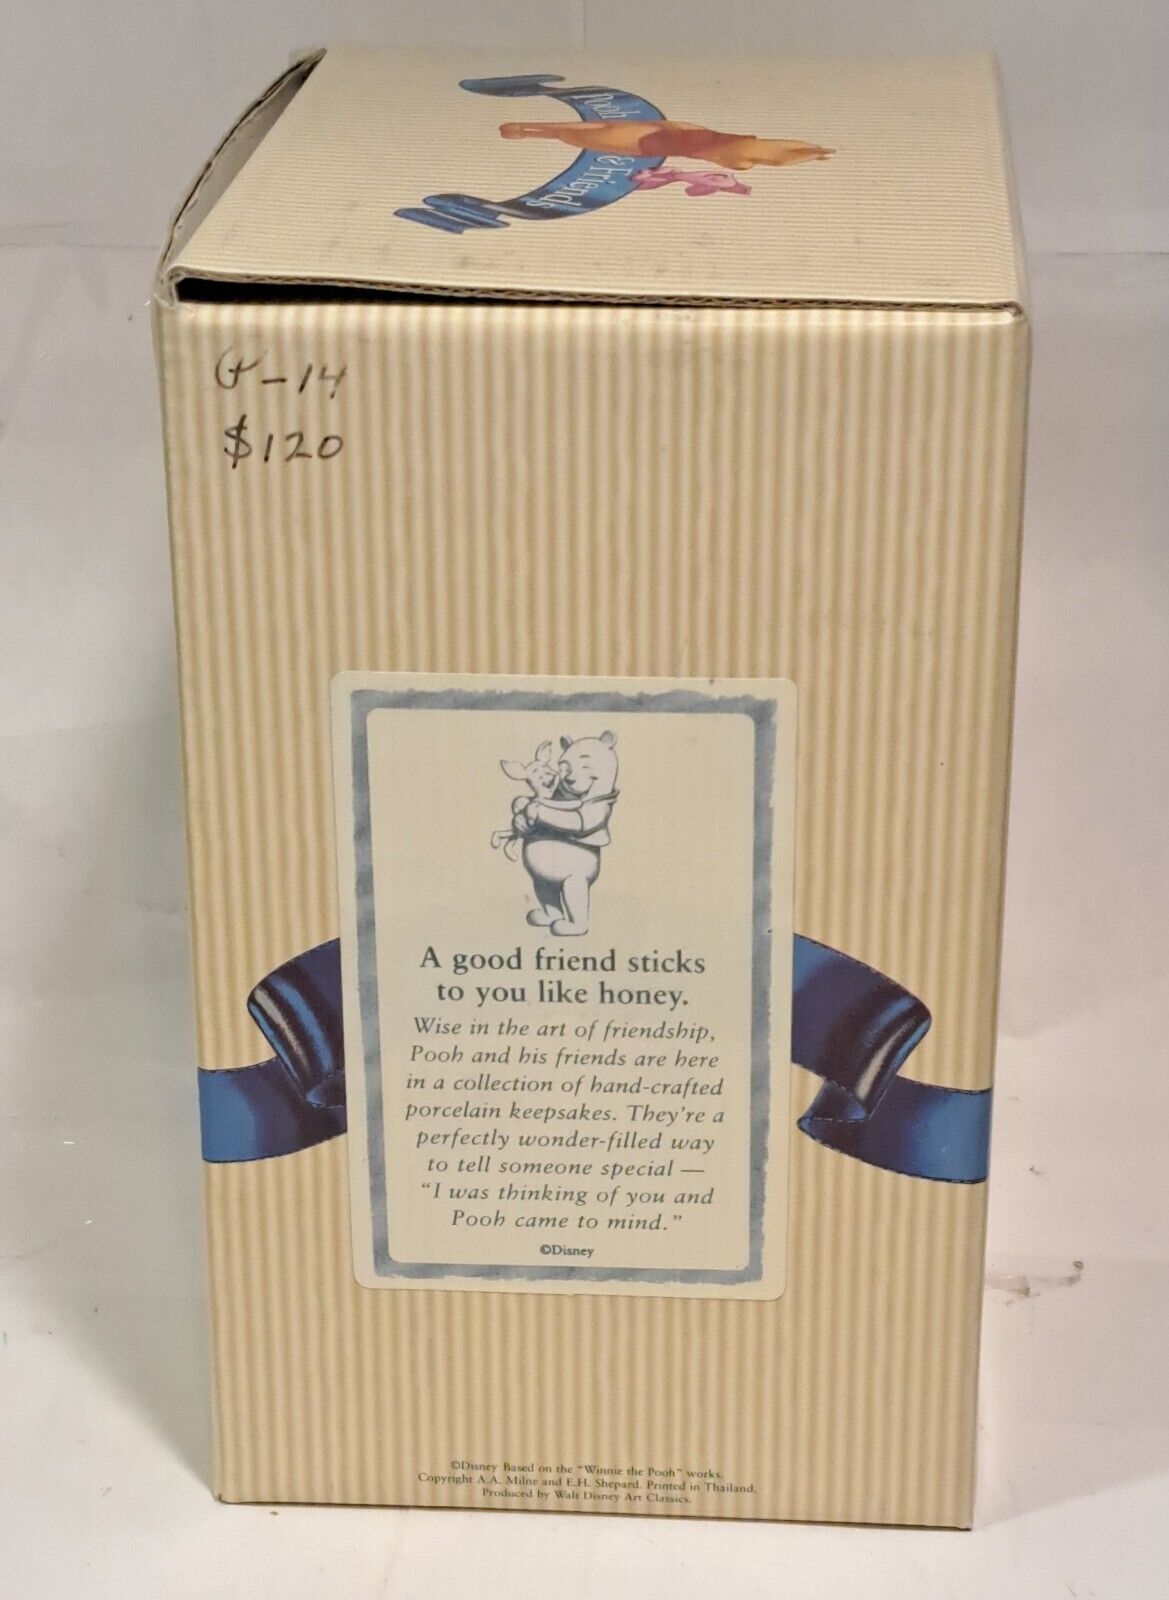 Pooh & Friends
G-14
$120
A good friend sticks
to you like honey.
Wise in the art of friendship,
Pooh and his friends are here
in a collection of hand-crafted
porcelain keepsakes. They're a
perfectly wonder-filled way
to tell someone special —
"I was thinking of you and
Pooh came to mind."
©Disney
©Disney Based on the "Winnie the Pooh" works.
Copyright A.A. Milne and E.H. Shepard. Printed in Thailand.
Produced by Walt Disney Art Classics.